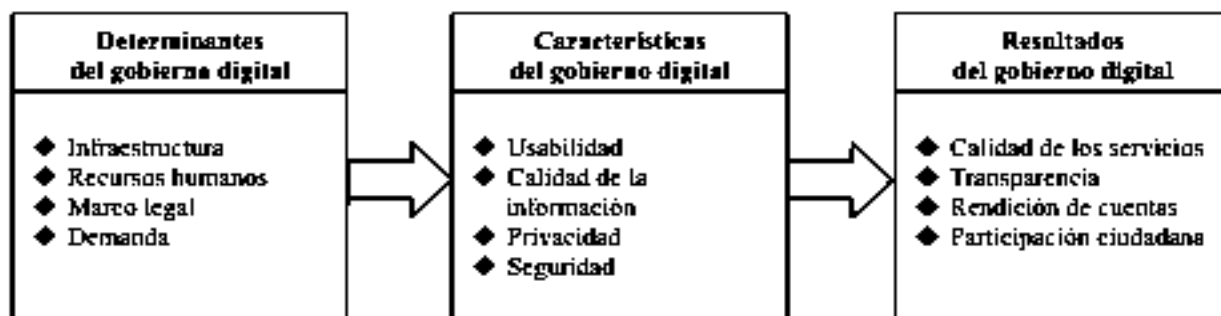 Determinantes
del gobierno digital
◆ Infraestructura
◆ Recursos humanos
◆ Marco legal
◆ Demanda
Características
del gobierno digital
◆ Usabilidad
◆ Calidad de la
información
◆ Privacidad
◆ Seguridad
Resultados
del gobierno digital
◆ Calidad de los servicios
◆ Transparencia
◆ Rendición de cuentas
◆ Participación ciudadana